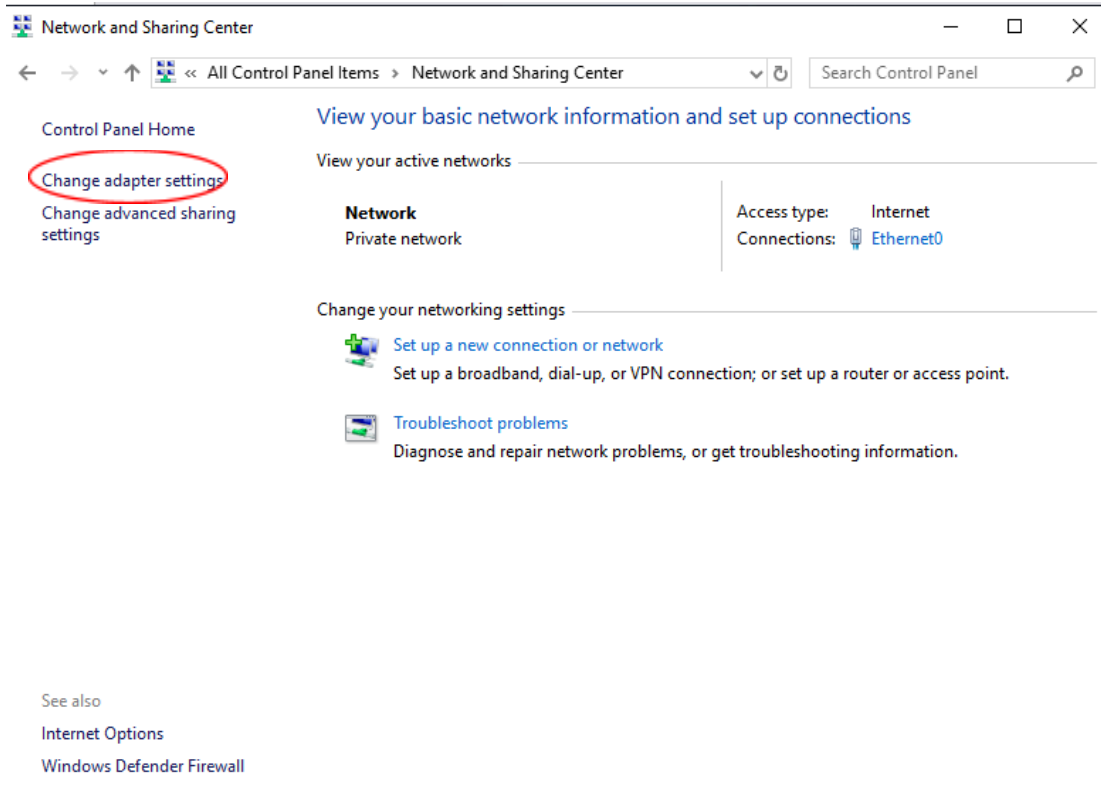 Network and Sharing Center
« All Control Panel Items > Network and Sharing Center
Search Control Panel
Control Panel Home
Change adapter settings
Change advanced sharing
settings
View your basic network information and set up connections
View your active networks
Network
Private network
Access type: Internet
Connections: Ethernet0
Change your networking settings
Set up a new connection or network
Set up a broadband, dial-up, or VPN connection; or set up a router or access point.
Troubleshoot problems
Diagnose and repair network problems, or get troubleshooting information.
See also
Internet Options
Windows Defender Firewall